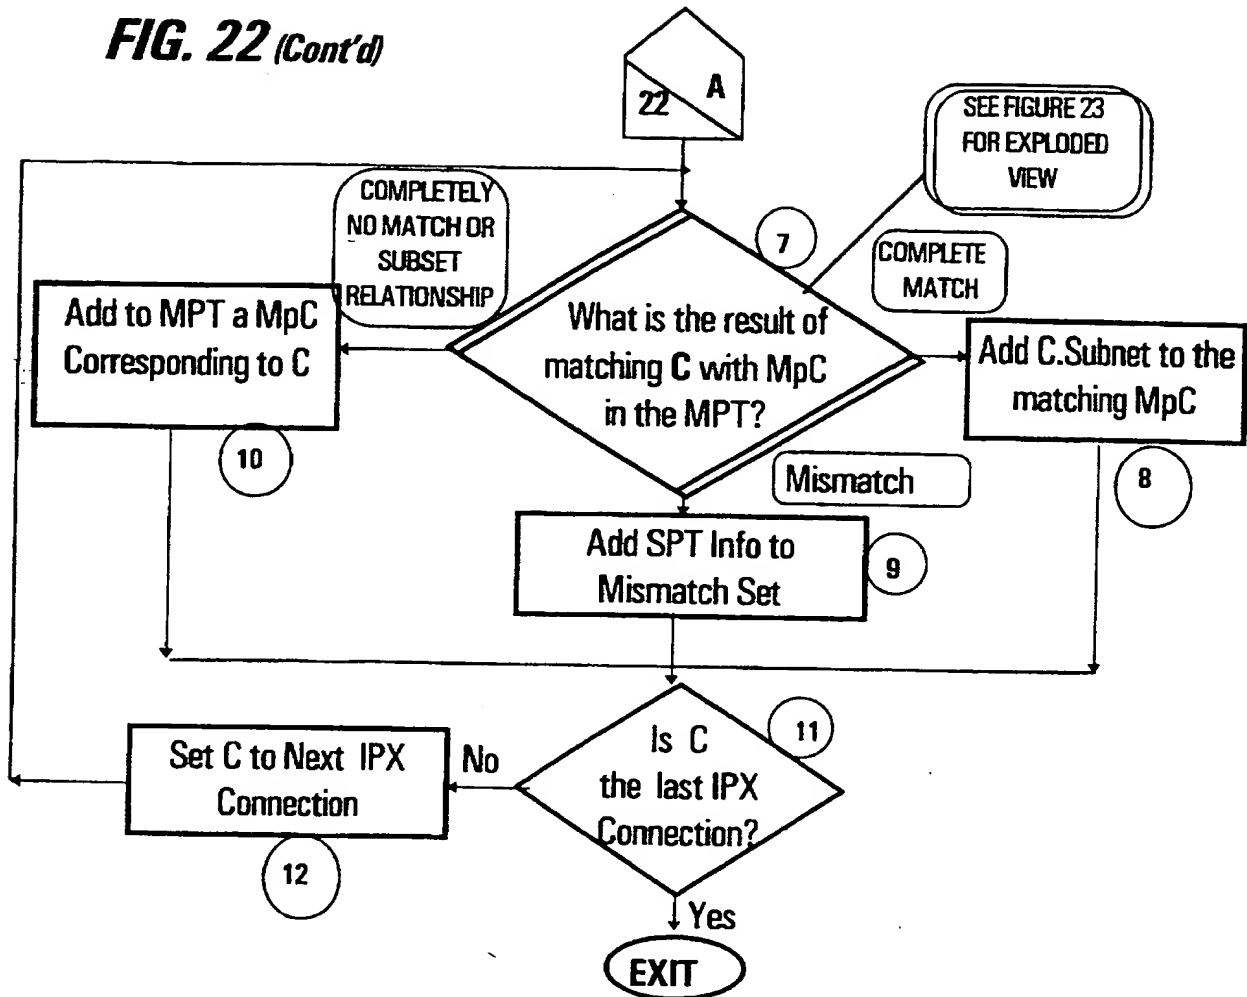 FIG. 22 (Cont'd)
22
A
SEE FIGURE 23
FOR EXPLODED
VIEW
COMPLETELY
NO MATCH OR
SUBSET
RELATIONSHIP
7
COMPLETE
MATCH
Add to MPT a MpC
Corresponding to C
What is the result of
matching C with MpC
in the MPT?
Add C.Subnet to the
matching MpC
10
Mismatch
8
Add SPT Info to
Mismatch Set
9
Is C
the last IPX
Connection?
11
Set C to Next IPX
Connection
No
12
Yes
EXIT